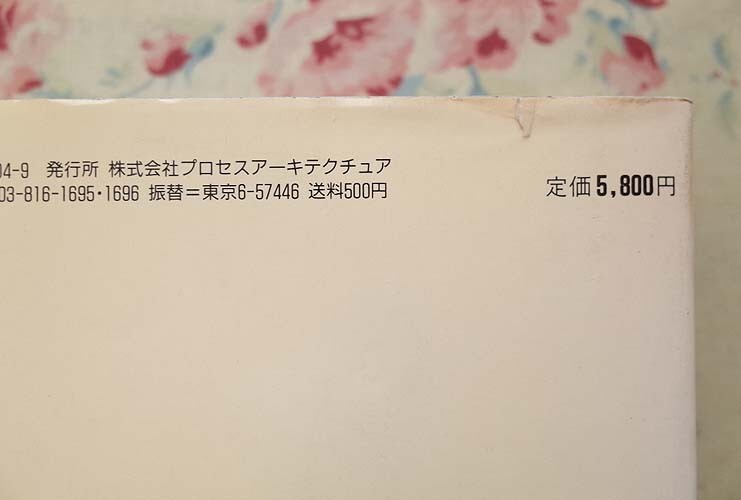 04-9 発行所 株式会社プロセスアーキテクチュア
03-816-1695・1696 振替=東京6-57446 送料500円
定価5,800円